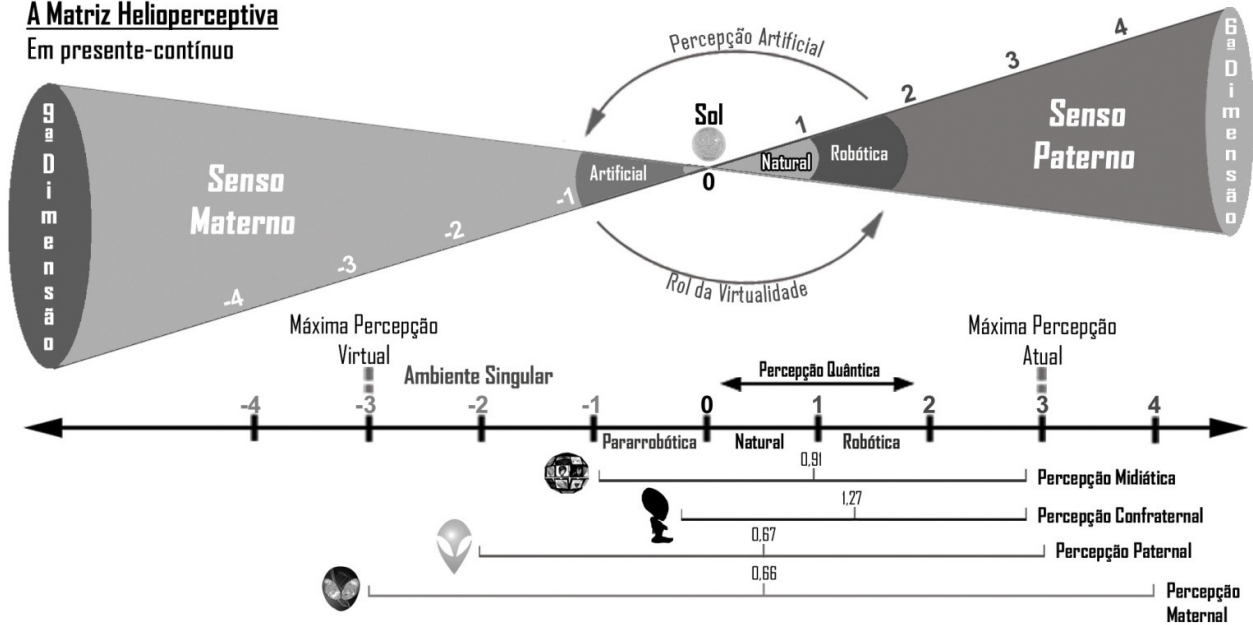 A Matriz Helioperceptiva
Em presente-contínuo
Percepção Artificial
9ª Dimensão
Senso
Materno
-4
-3
-2
-1
Artificial
Sol
0
Natural
1
Robótica
2
3
4
Senso
Paterno
6ª Dimensão
Rol da Virtualidade
Máxima Percepção
Virtual
Ambiente Singular
Percepção Quântica
Máxima Percepção
Atual
-4 -3 -2 -1 0 1 2 3 4
Pararrobótica Natural Robótica
0,91
Percepção Midiática
1,27
Percepção Confraternal
0,67
Percepção Paternal
0,66
Percepção
Maternal